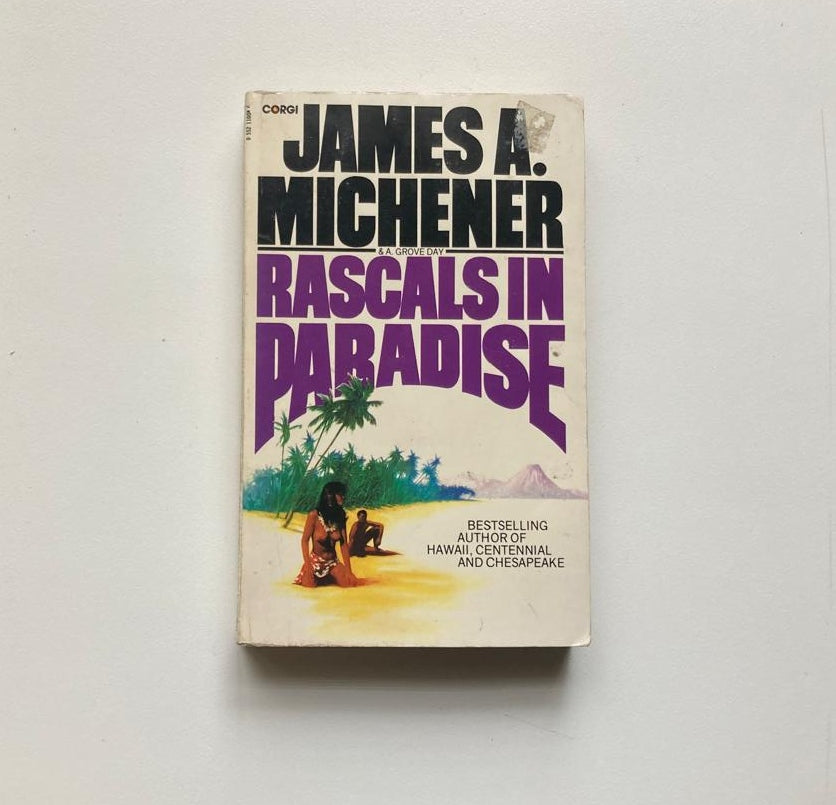 CORGI
JAMES A.
MICHENER
& A. GROVE DAY
RASCALS IN
PARADISE
BESTSELLING
AUTHOR OF
HAWAII, CENTENNIAL
AND CHESAPEAKE